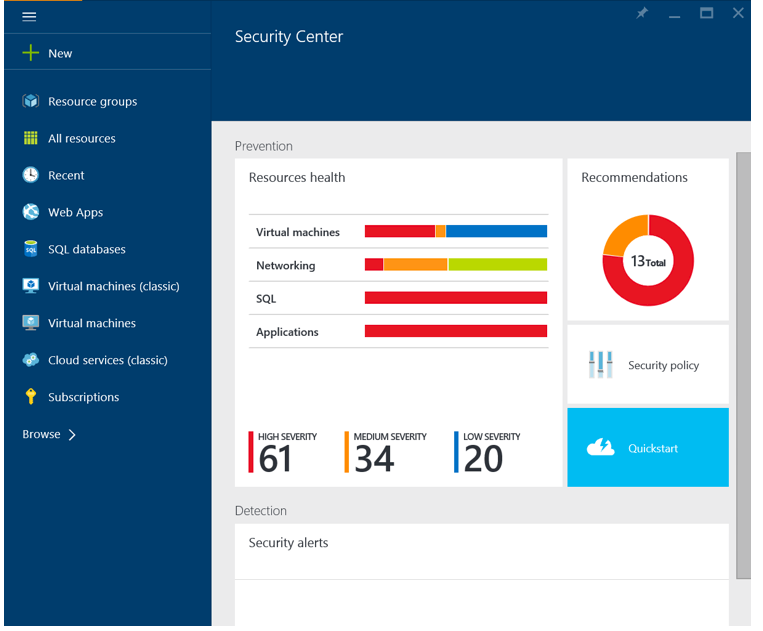 Security Center
New
Resource groups
All resources
Recent
Web Apps
SQL databases
SQL
Virtual machines (classic)
Virtual machines
Cloud services (classic)
Subscriptions
Browse
Prevention
Resources health
Virtual machines
Networking
SQL
Applications
HIGH SEVERITY
61
MEDIUM SEVERITY
34
LOW SEVERITY
20
Recommendations
13 Total
Security policy
Quickstart
Detection
Security alerts